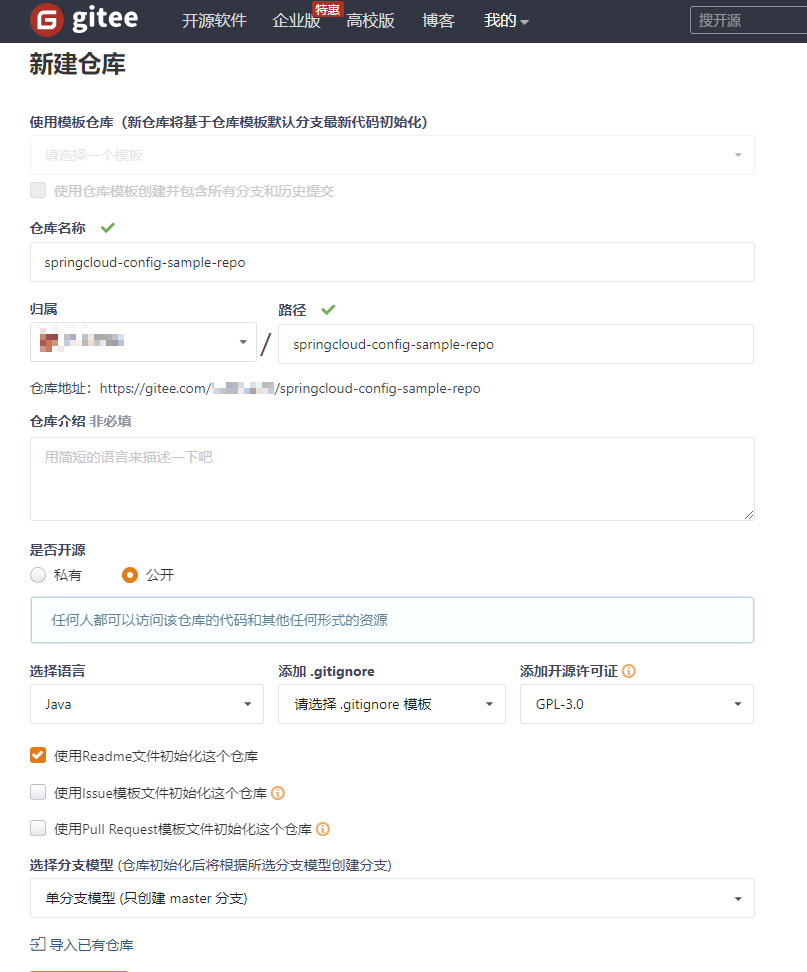 gitee 开源软件 企业版 特惠 高校版 博客 我的 搜开源
新建仓库
使用模板仓库（新仓库将基于仓库模板默认分支最新代码初始化）
请选择一个模板
使用仓库模板创建并包含所有分支和历史提交
仓库名称
springcloud-config-sample-repo
归属 路径
/ springcloud-config-sample-repo
仓库地址：https://gitee.com/ /springcloud-config-sample-repo
仓库介绍 非必填
用简短的语言来描述一下吧
是否开源
私有 公开
任何人都可以访问该仓库的代码和其他任何形式的资源
选择语言 添加 .gitignore 添加开源许可证
Java 请选择 .gitignore 模板 GPL-3.0
使用Readme文件初始化这个仓库
使用Issue模板文件初始化这个仓库
使用Pull Request模板文件初始化这个仓库
选择分支模型 (仓库初始化后将根据所选分支模型创建分支)
单分支模型 (只创建 master 分支)
导入已有仓库